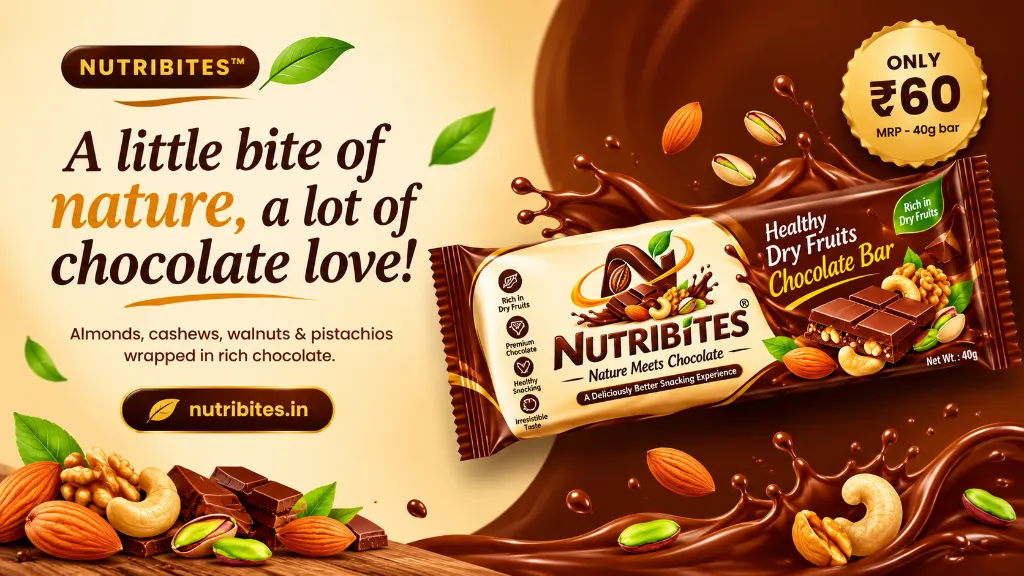 NUTRIBITES™
A little bite of
nature, a lot of
chocolate love!
Almonds, cashews, walnuts & pistachios
wrapped in rich chocolate.
nutribites.in
ONLY
₹60
MRP - 40g bar
Rich in
Dry Fruits
Premium
Chocolate
Healthy
Snacking
Irresistible
Taste
NUTRIBITES®
Nature Meets Chocolate
A Deliciously Better Snacking Experience
Healthy
Dry Fruits
Chocolate Bar
Rich in
Dry Fruits
Net Wt.: 40g